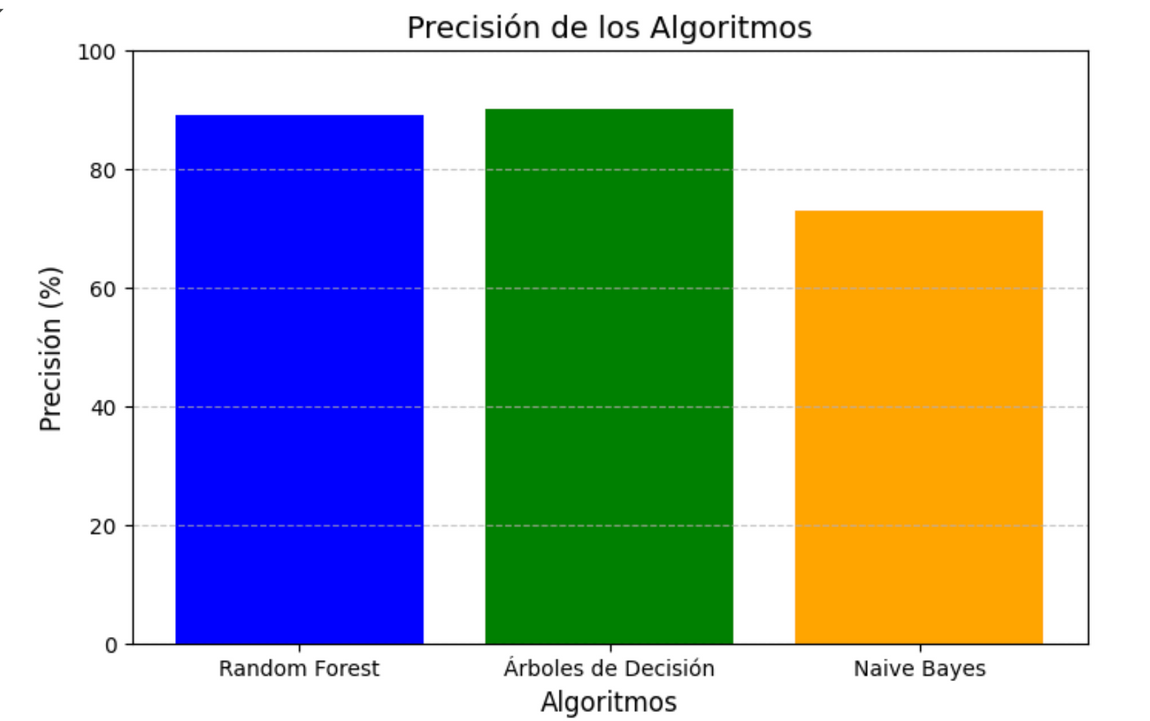 Precisión de los Algoritmos
100
80
60
40
20
0
Precisión (%)
Random Forest
Árboles de Decisión
Naive Bayes
Algoritmos